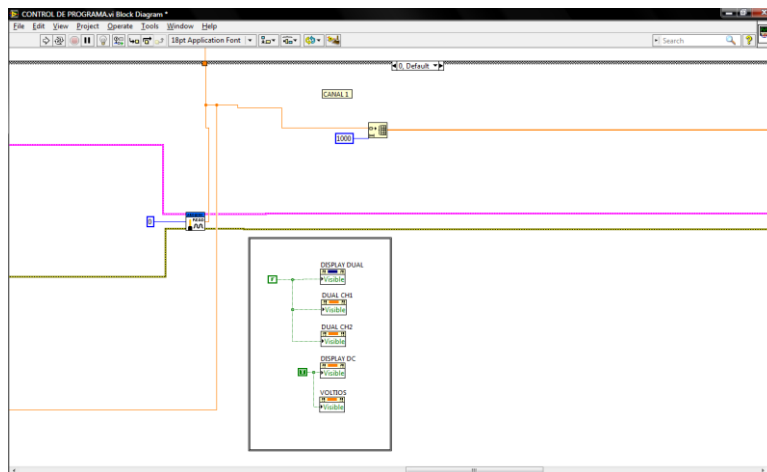 CONTROL DE PROGRAMA.vi Block Diagram *
File Edit View Project Operate Tools Window Help
18pt Application Font
Search
0, Default
CANAL 1
1000
0
DISPLAY DUAL
Visible
F
DUAL CH1
Visible
DUAL CH2
Visible
DISPLAY DC
Visible
VOLTIOS
Visible